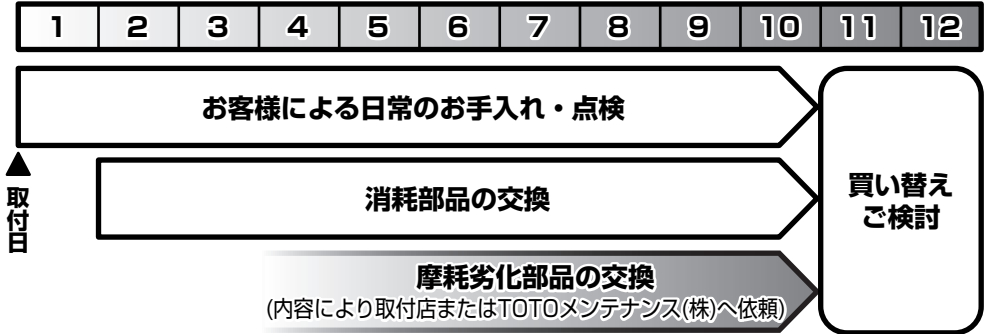 1 2 3 4 5 6 7 8 9 10 11 12
お客様による日常のお手入れ・点検
取付日
消耗部品の交換
買い替え
ご検討
摩耗劣化部品の交換
(内容により取付店またはTOTOメンテナンス(株)へ依頼)